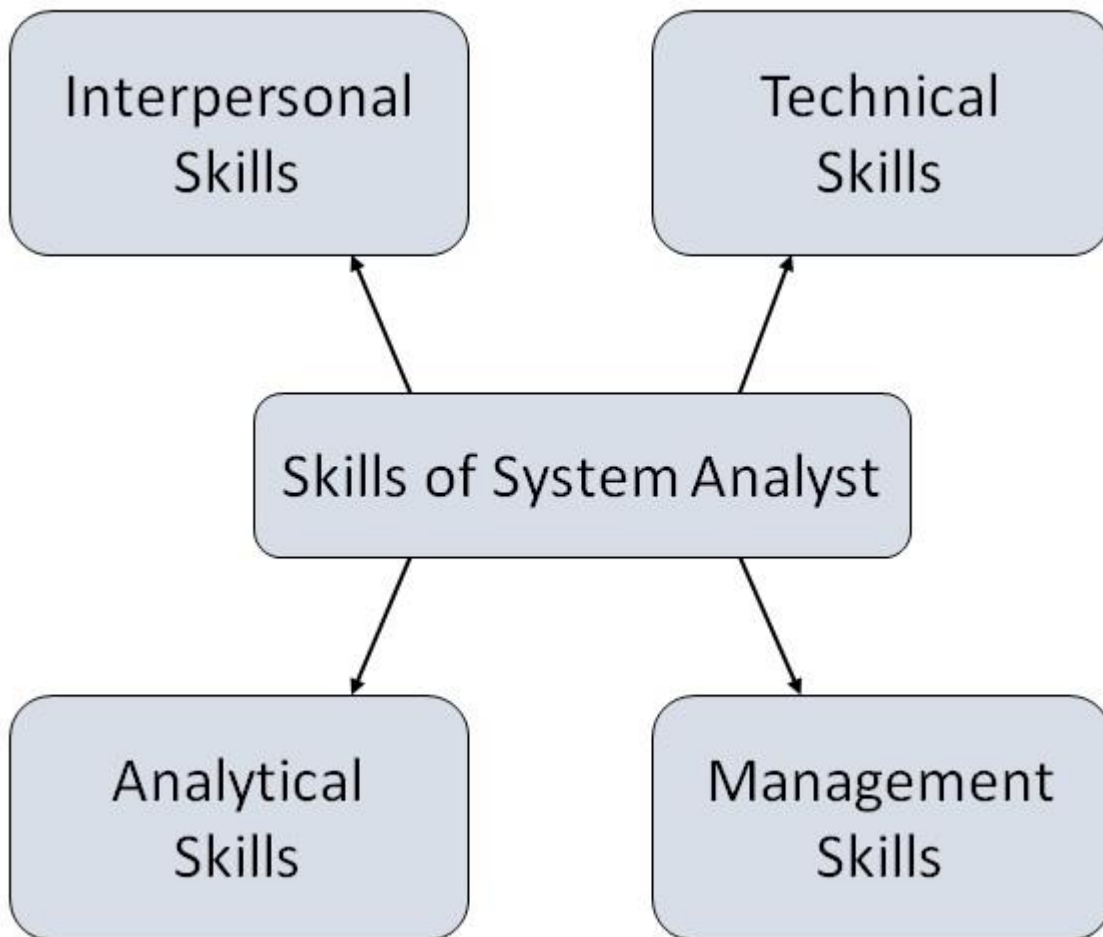 Interpersonal
Skills
Technical
Skills
Skills of System Analyst
Analytical
Skills
Management
Skills